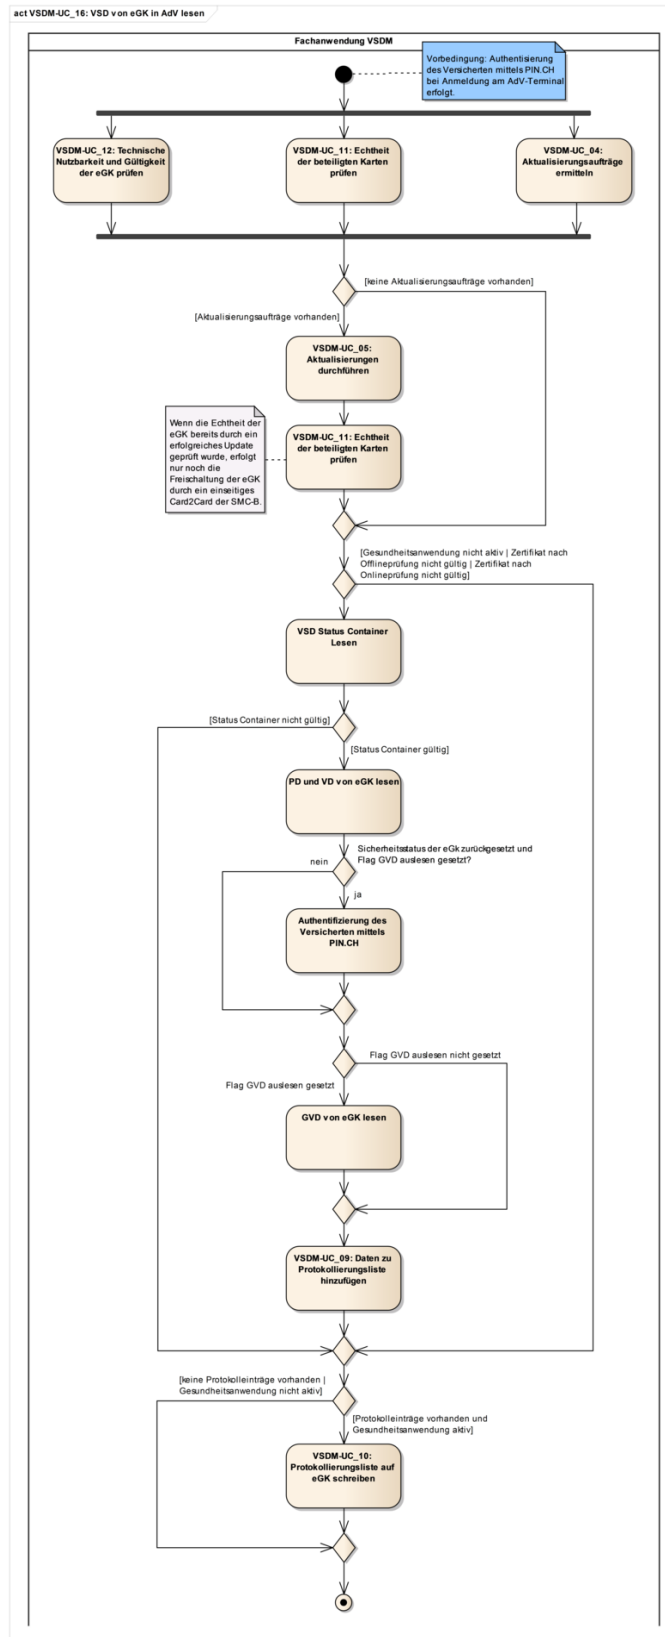 act VSDM-UC_16: VSD von eGK in AdV lesen
Fachanwendung VSDM
Vorbedingung: Authentisierung
des Versicherten mittels PIN.CH
bei Anmeldung am AdV-Terminal
erfolgt.
VSDM-UC_12: Technische
Nutzbarkeit und Gültigkeit
der eGK prüfen
VSDM-UC_11: Echtheit
der beteiligten Karten
prüfen
VSDM-UC_04:
Aktualisierungsaufträge
ermitteln
[keine Aktualisierungsaufträge vorhanden]
[Aktualisierungsaufträge vorhanden]
VSDM-UC_05:
Aktualisierungen
durchführen
Wenn die Echtheit der
eGK bereits durch ein
erfolgreiches Update
geprüft wurde, erfolgt
nur noch die
Freischaltung der eGK
durch ein einseitiges
Card2Card der SMC-B.
VSDM-UC_11: Echtheit
der beteiligten Karten
prüfen
[Gesundheitsanwendung nicht aktiv | Zertifikat nach
Offlineprüfung nicht gültig | Zertifikat nach
Onlineprüfung nicht gültig]
VSD Status Container
Lesen
[Status Container nicht gültig]
[Status Container gültig]
PD und VD von eGK lesen
Sicherheitsstatus der eGk zurückgesetzt und
Flag GVD auslesen gesetzt?
nein
ja
Authentifizierung des
Versicherten mittels
PIN.CH
Flag GVD auslesen nicht gesetzt
Flag GVD auslesen gesetzt
GVD von eGK lesen
VSDM-UC_09: Daten zu
Protokollierungsliste
hinzufügen
[keine Protokolleinträge vorhanden |
Gesundheitsanwendung nicht aktiv]
[Protokolleinträge vorhanden und
Gesundheitsanwendung aktiv]
VSDM-UC_10:
Protokollierungsliste auf
eGK schreiben